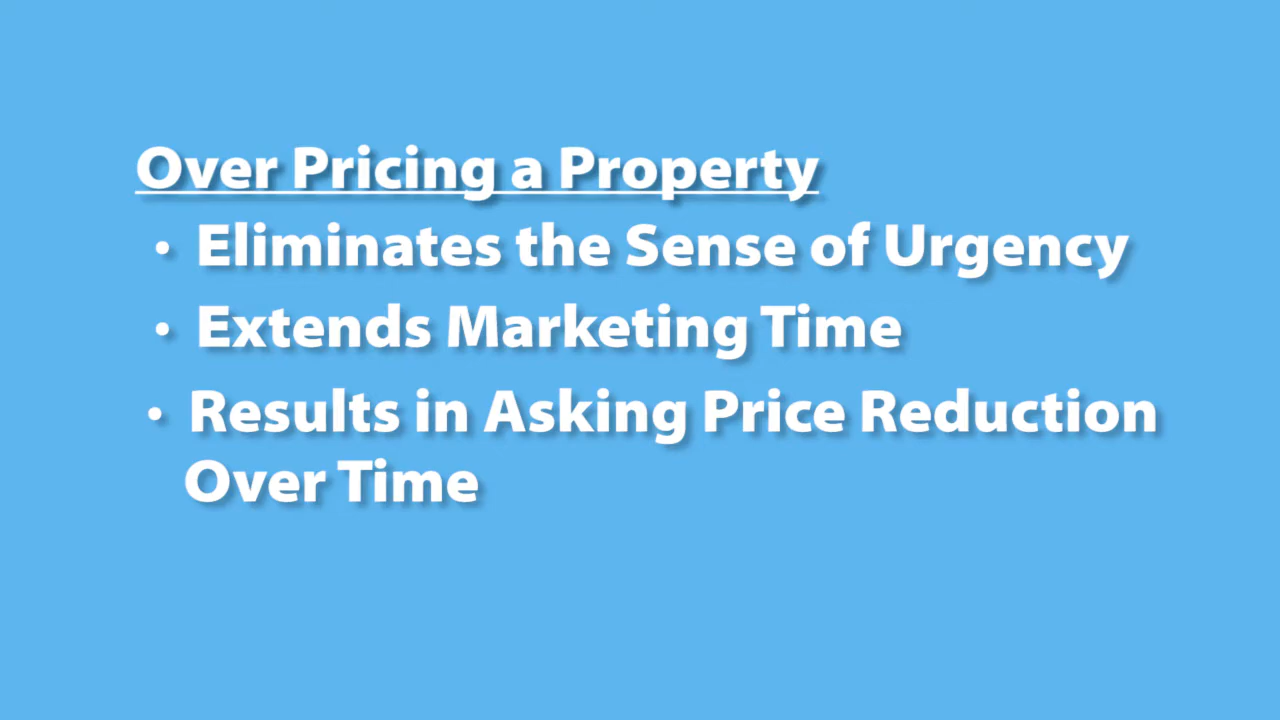 Over Pricing a Property
• Eliminates the Sense of Urgency
• Extends Marketing Time
• Results in Asking Price Reduction
Over Time